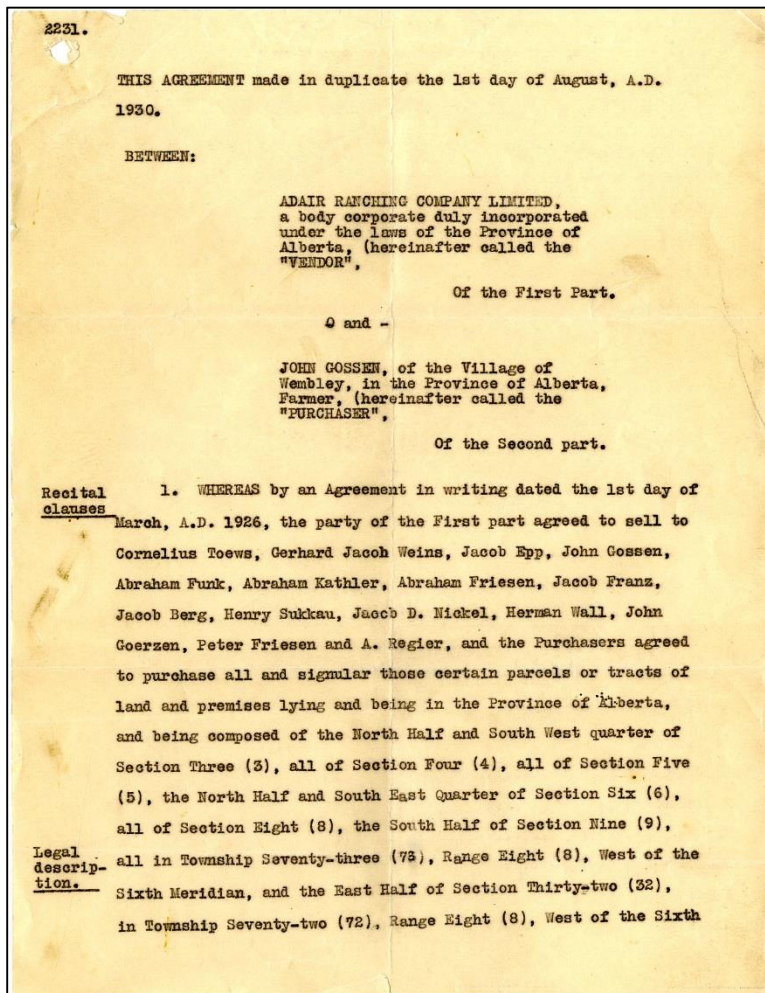 2231.
THIS AGREEMENT made in duplicate the 1st day of August, A.D.
1930.
BETWEEN:
ADAIR RANCHING COMPANY LIMITED,
a body corporate duly incorporated
under the laws of the Province of
Alberta, (hereinafter called the
"VENDOR",
Of the First Part.
O and -
JOHN GOSSEN, of the Village of
Wembley, in the Province of Alberta,
Farmer, (hereinafter called the
"PURCHASER",
Of the Second part.
Recital clauses
1. WHEREAS by an Agreement in writing dated the 1st day of
March, A.D. 1926, the party of the First part agreed to sell to
Cornelius Toews, Gerhard Jacob Weins, Jacob Epp, John Gossen,
Abraham Funk, Abraham Kathler, Abraham Friesen, Jacob Franz,
Jacob Berg, Henry Sukkau, Jacob D. Nickel, Herman Wall, John
Goerzen, Peter Friesen and A. Regier, and the Purchasers agreed
to purchase all and signular those certain parcels or tracts of
land and premises lying and being in the Province of Alberta,
and being composed of the North Half and South West quarter of
Section Three (3), all of Section Four (4), all of Section Five
(5), the North Half and South East Quarter of Section Six (6),
all of Section Eight (8), the South Half of Section Nine (9),
Legal descrip- tion.
all in Township Seventy-three (73), Range Eight (8), West of the
Sixth Meridian, and the East Half of Section Thirty-two (32),
in Township Seventy-two (72), Range Eight (8), West of the Sixth